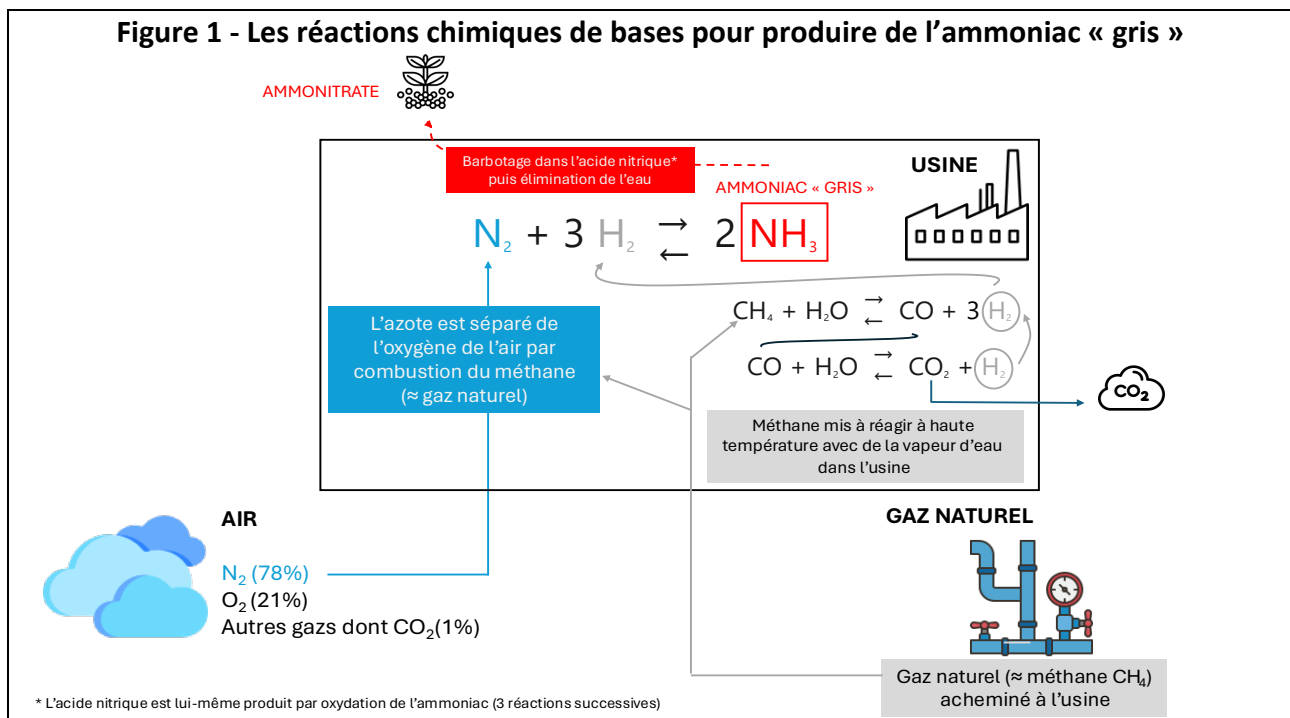 Figure 1 - Les réactions chimiques de bases pour produire de l’ammoniac « gris »
AMMONITRATE
Barbotage dans l’acide nitrique*
puis élimination de l’eau
USINE
AMMONIAC « GRIS »
N₂ + 3 H₂ →← 2 NH₃
L’azote est séparé de
l’oxygène de l’air par
combustion du méthane
(≈ gaz naturel)
CH₄ + H₂O →← CO + 3 H₂
CO + H₂O →← CO₂ + H₂
CO₂
Méthane mis à réagir à haute
température avec de la vapeur d’eau
dans l’usine
AIR
N₂ (78%)
O₂ (21%)
Autres gazs dont CO₂(1%)
GAZ NATUREL
Gaz naturel (≈ méthane CH₄)
acheminé à l’usine
* L’acide nitrique est lui-même produit par oxydation de l’ammoniac (3 réactions successives)